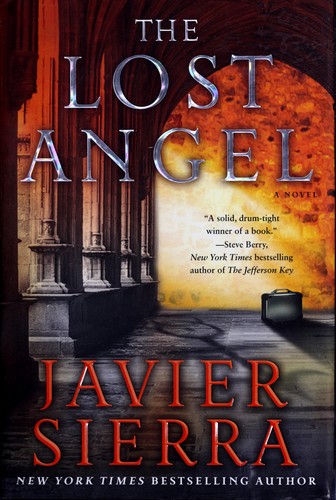 THE
LOST
ANGEL
A NOVEL
“A solid, drum-tight
winner of a book.”
—Steve Berry,
New York Times bestselling
author of The Jefferson Key
JAVIER
SIERRA
NEW YORK TIMES BESTSELLING AUTHOR